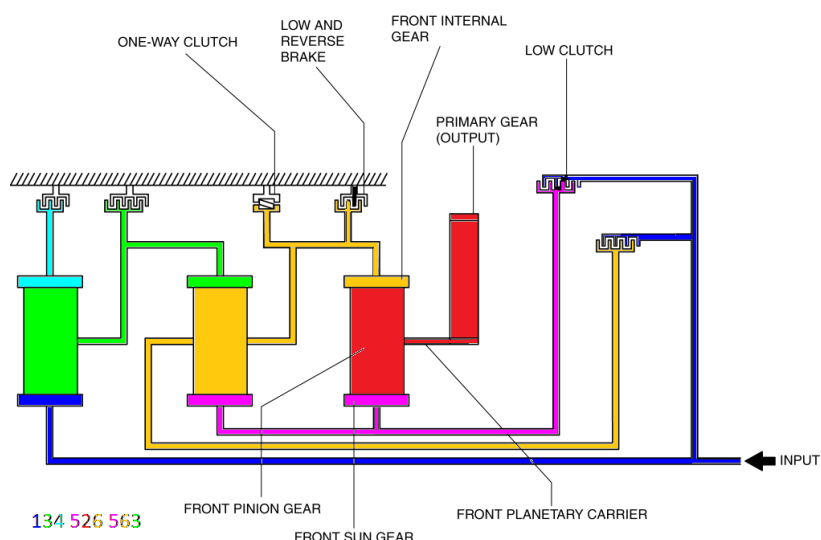 LOW AND
REVERSE
BRAKE
FRONT INTERNAL
GEAR
ONE-WAY CLUTCH
LOW CLUTCH
PRIMARY GEAR
(OUTPUT)
INPUT
FRONT PINION GEAR
FRONT PLANETARY CARRIER
134 526 563
FRONT SUN GEAR